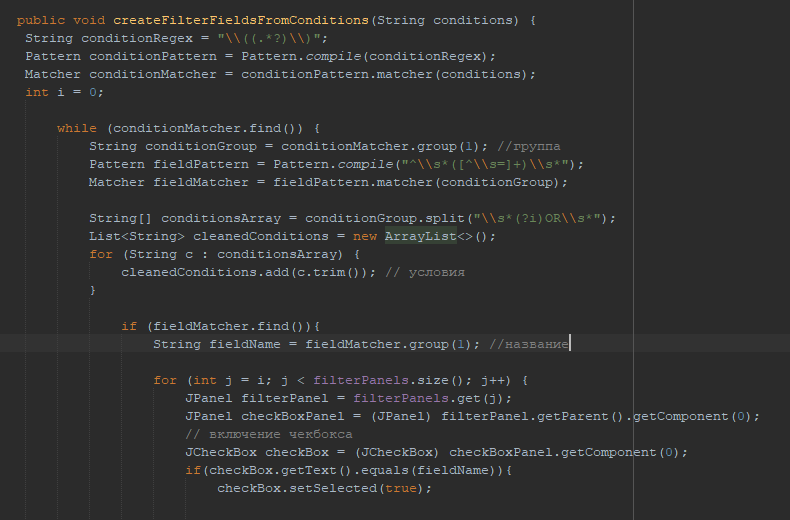 public void createFilterFieldsFromConditions(String conditions) {
String conditionRegex = "\\((.*?)\\)";
Pattern conditionPattern = Pattern.compile(conditionRegex);
Matcher conditionMatcher = conditionPattern.matcher(conditions);
int i = 0;
while (conditionMatcher.find()) {
String conditionGroup = conditionMatcher.group(1); //группа
Pattern fieldPattern = Pattern.compile("^\\s*([^\\s=]+)\\s*");
Matcher fieldMatcher = fieldPattern.matcher(conditionGroup);
String[] conditionsArray = conditionGroup.split("\\s*(?i)OR\\s*");
List<String> cleanedConditions = new ArrayList<>();
for (String c : conditionsArray) {
cleanedConditions.add(c.trim()); // условия
}
if (fieldMatcher.find()){
String fieldName = fieldMatcher.group(1); //название
for (int j = i; j < filterPanels.size(); j++) {
JPanel filterPanel = filterPanels.get(j);
JPanel checkBoxPanel = (JPanel) filterPanel.getParent().getComponent(0);
// включение чекбокса
JCheckBox checkBox = (JCheckBox) checkBoxPanel.getComponent(0);
if(checkBox.getText().equals(fieldName)){
checkBox.setSelected(true);